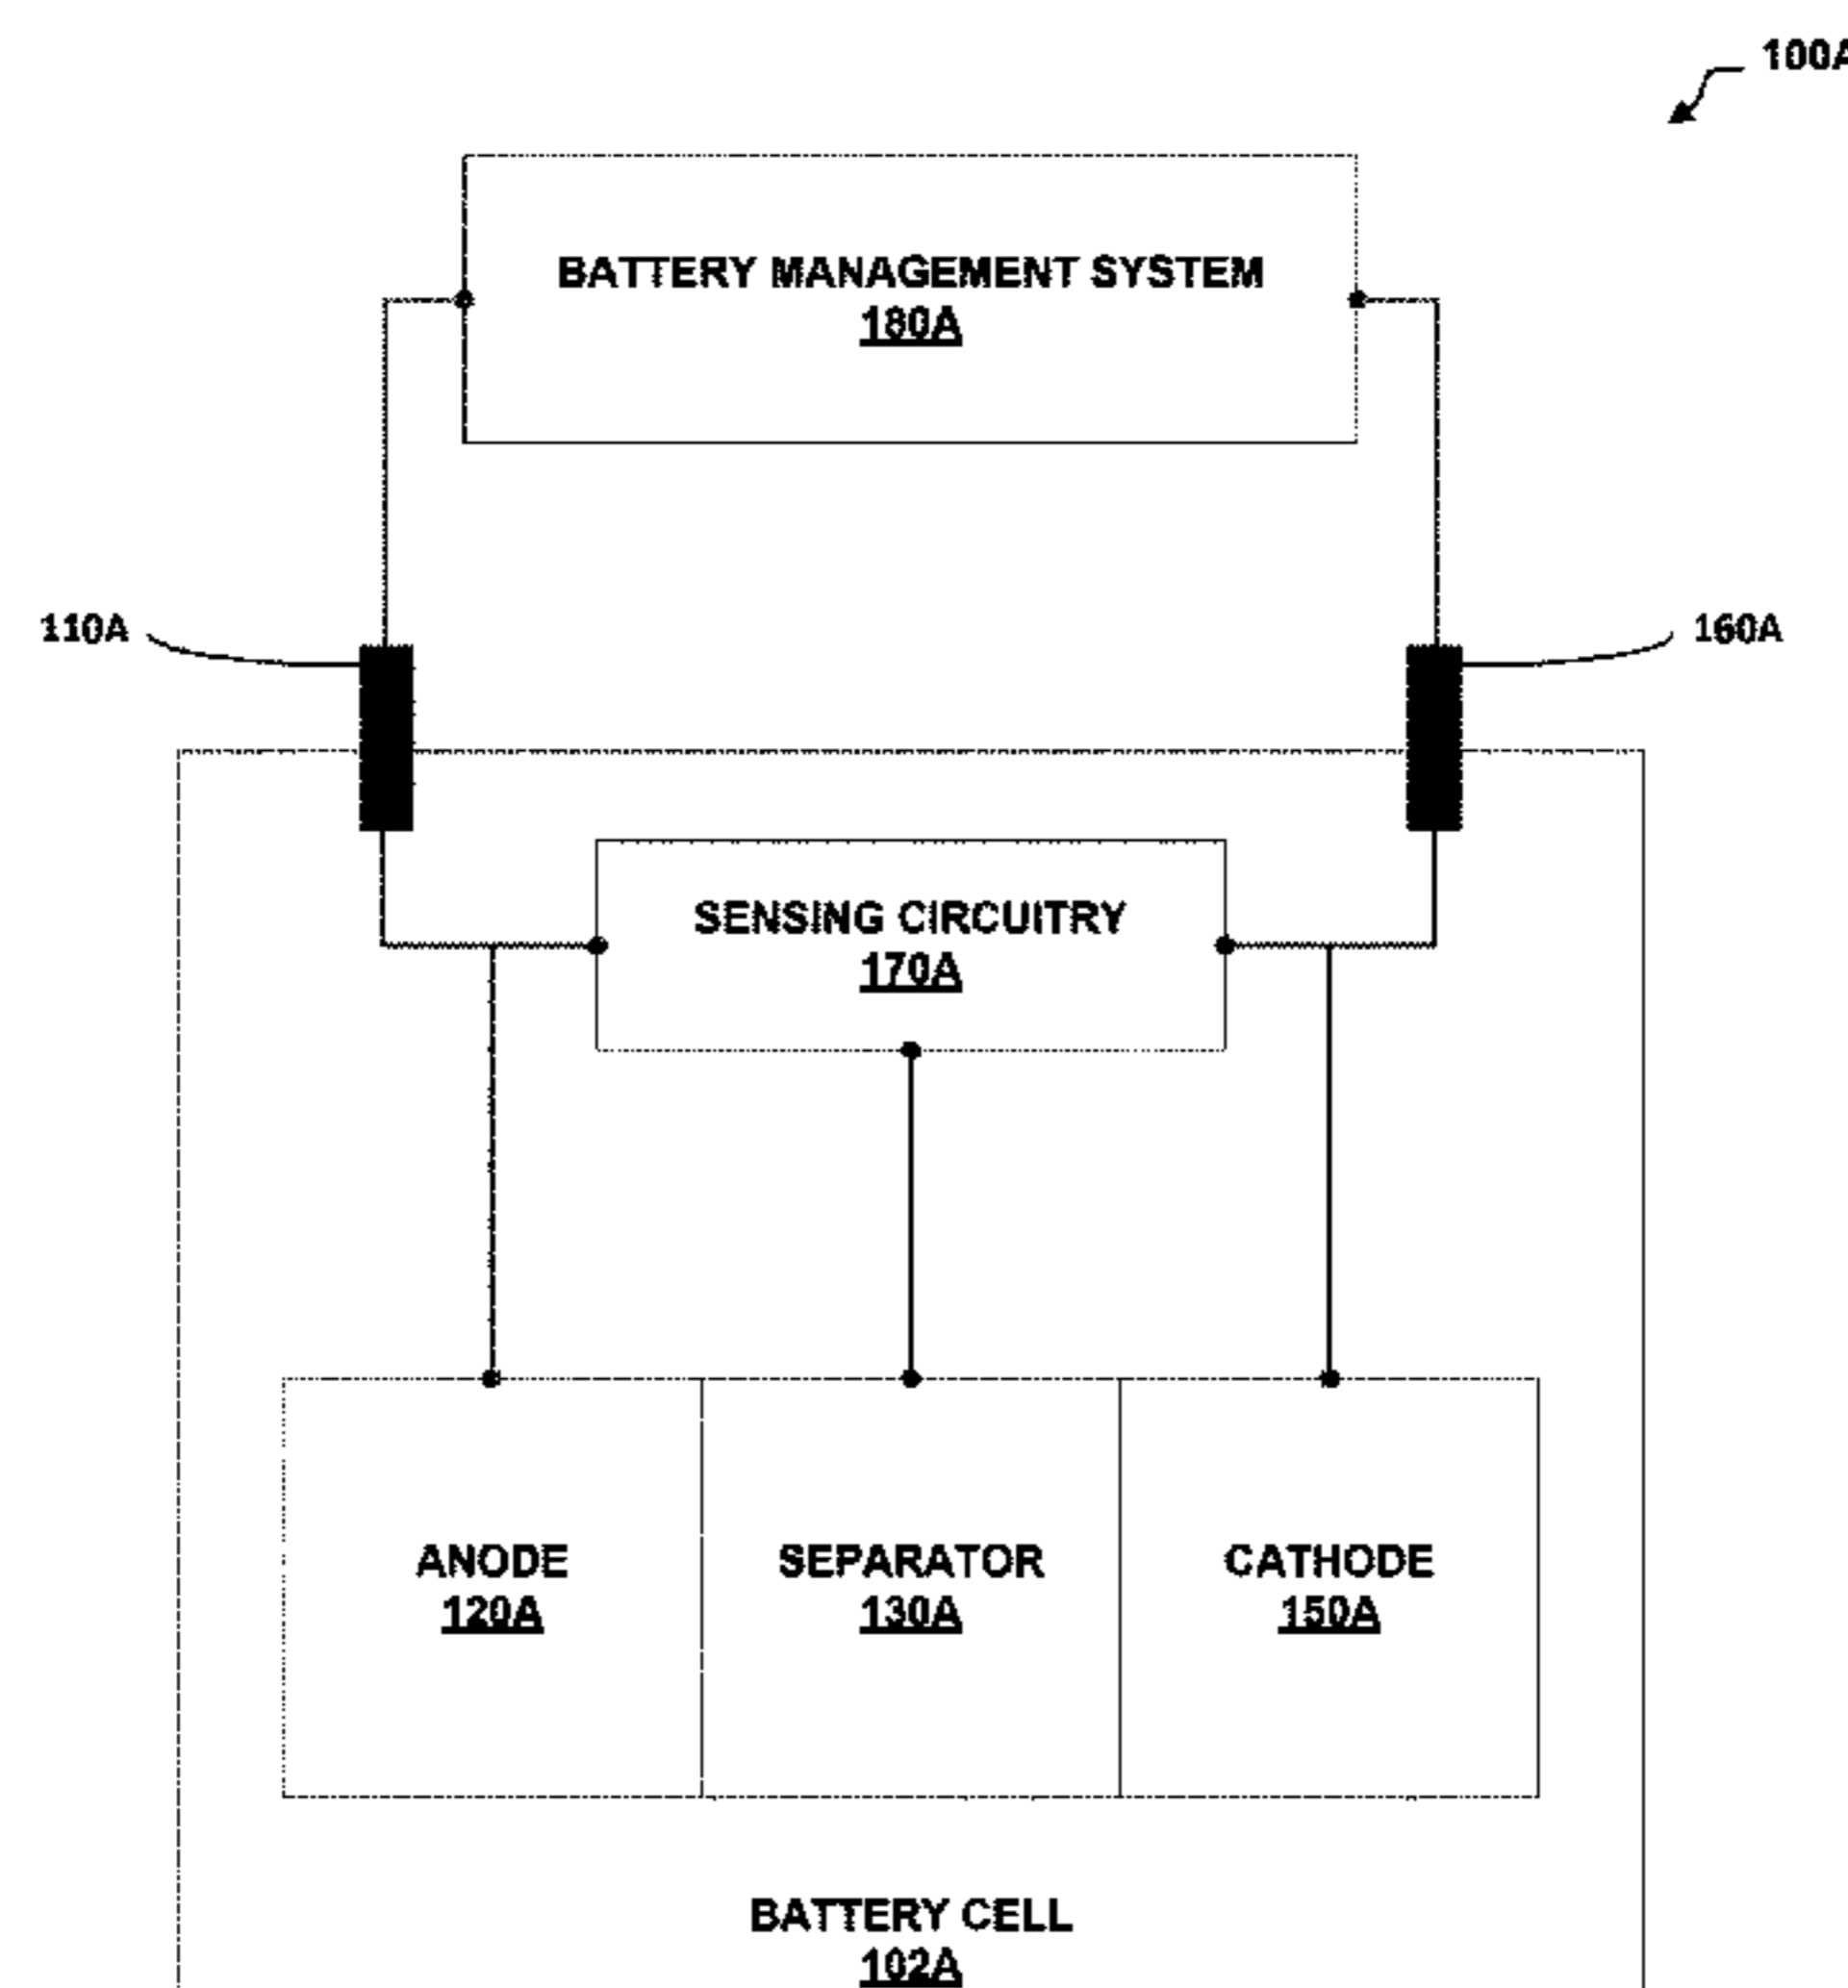 100A
BATTERY MANAGEMENT SYSTEM
180A
110A
160A
SENSING CIRCUITRY
170A
ANODE
120A
SEPARATOR
130A
CATHODE
150A
BATTERY CELL
102A